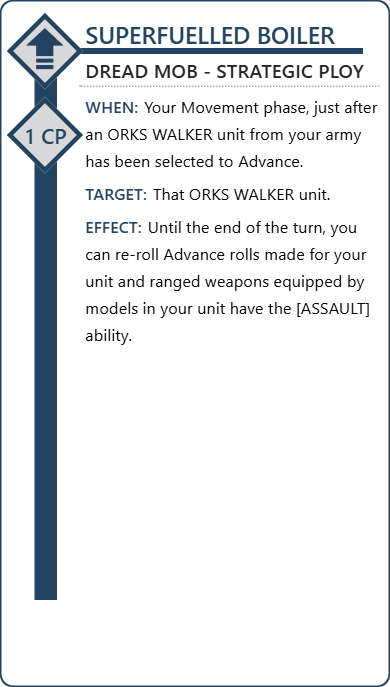 SUPERFUELLED BOILER
DREAD MOB - STRATEGIC PLOY
1 CP
WHEN: Your Movement phase, just after
an ORKS WALKER unit from your army
has been selected to Advance.
TARGET: That ORKS WALKER unit.
EFFECT: Until the end of the turn, you
can re-roll Advance rolls made for your
unit and ranged weapons equipped by
models in your unit have the [ASSAULT]
ability.